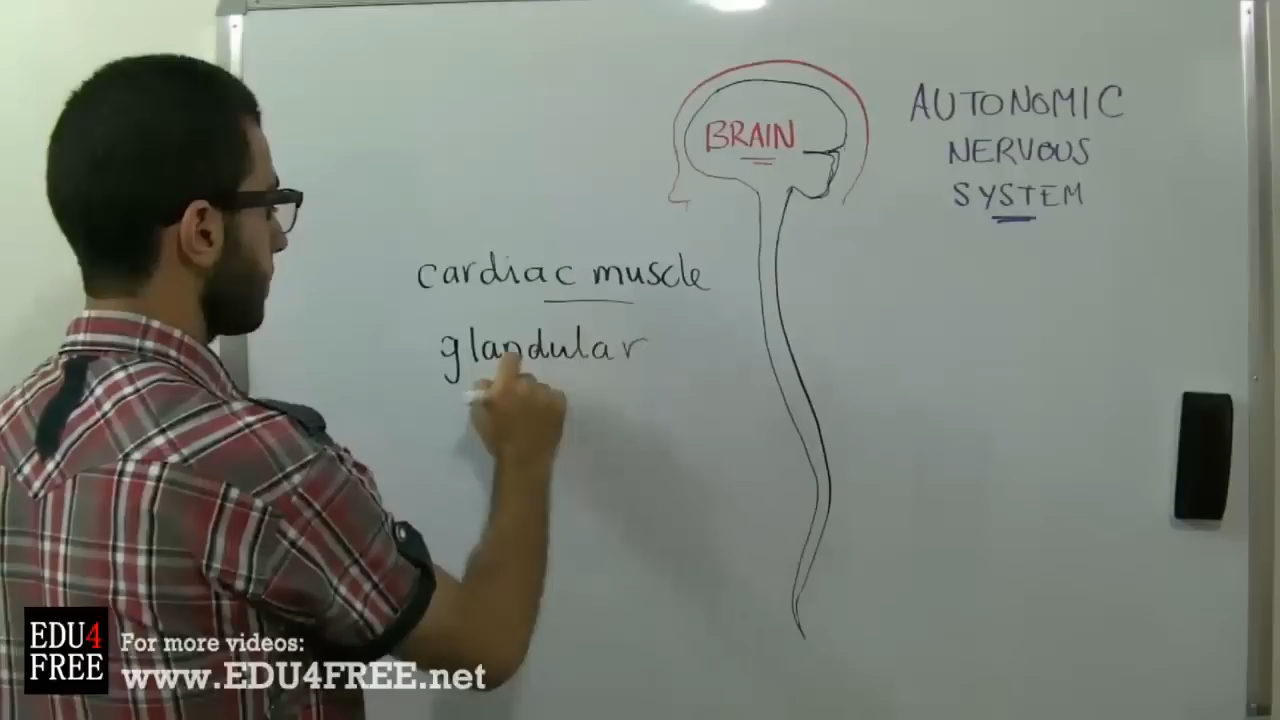 AUTONOMIC
NERVOUS
SYSTEM
BRAIN
cardiac muscle
glandular
EDU4
FREE
For more videos:
www.EDU4FREE.net